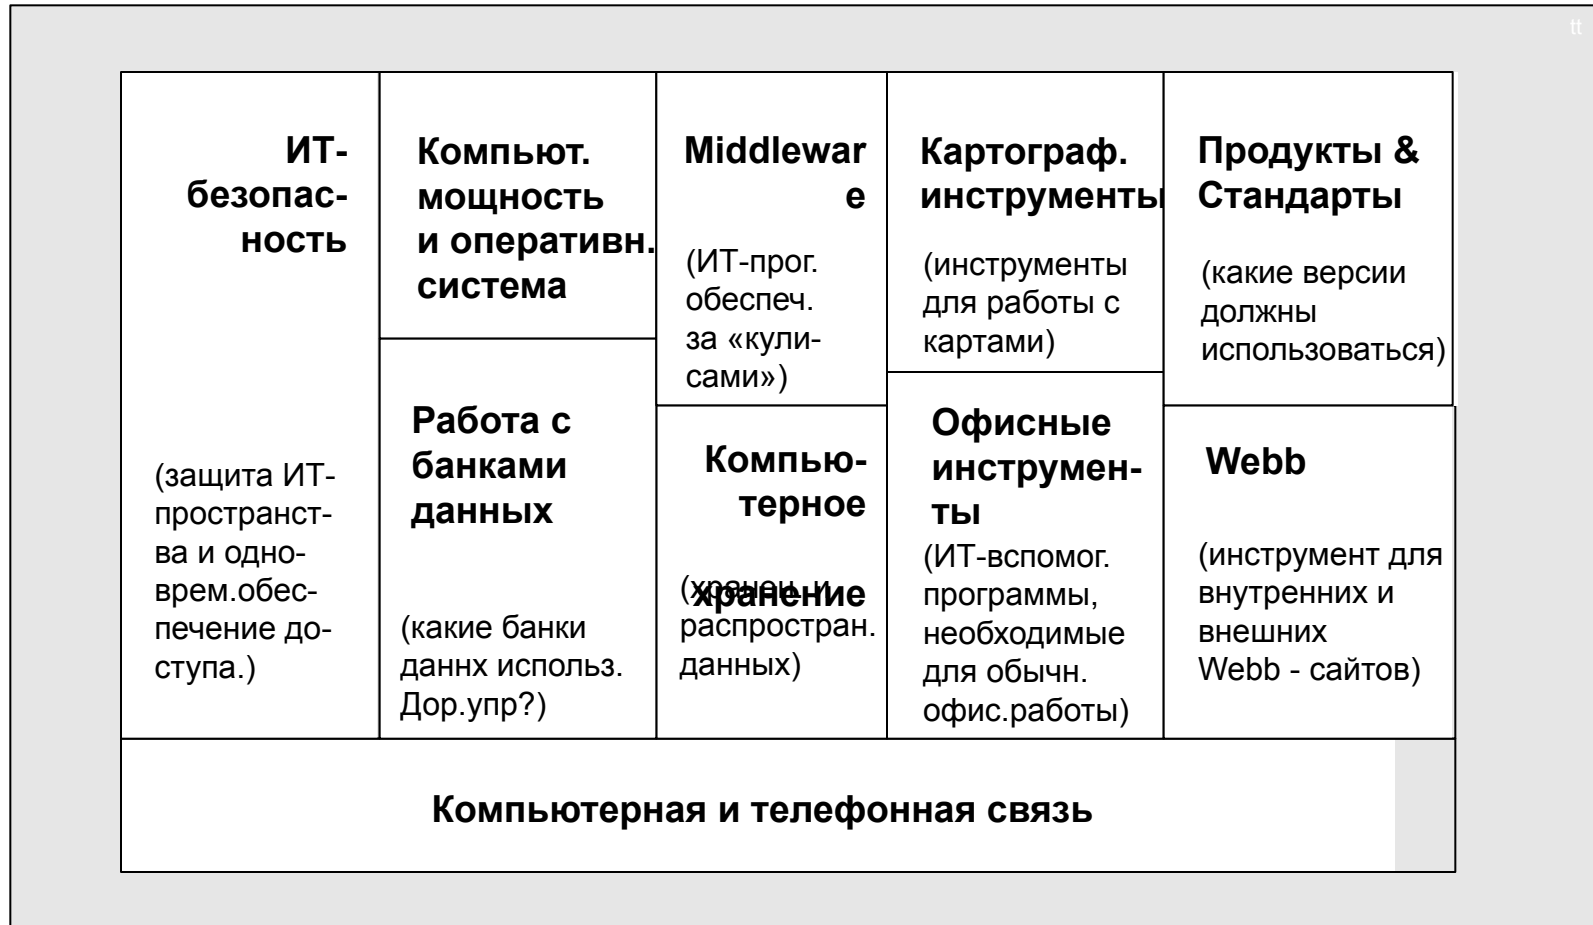 tt
ИТ-
безопас-
ность
(защита ИТ-
пространст-
ва и одно-
врем.обес-
печение до-
ступа.)
Компьют.
мощность
и оперативн.
система
Работа с
банками
данных
(какие банки
даннх использ.
Дор.упр?)
Middlewar
e
(ИТ-прог.
обеспеч.
за «кули-
сами»)
Компью-
терное
хранение
(хранен. и
распростран.
данных)
Картограф.
инструменты
(инструменты
для работы с
картами)
Офисные
инструмен-
ты
(ИТ-вспомог.
программы,
необходимые
для обычн.
офис.работы)
Продукты &
Стандарты
(какие версии
должны
использоваться)
Webb
(инструмент для
внутренних и
внешних
Webb - сайтов)
Компьютерная и телефонная связь